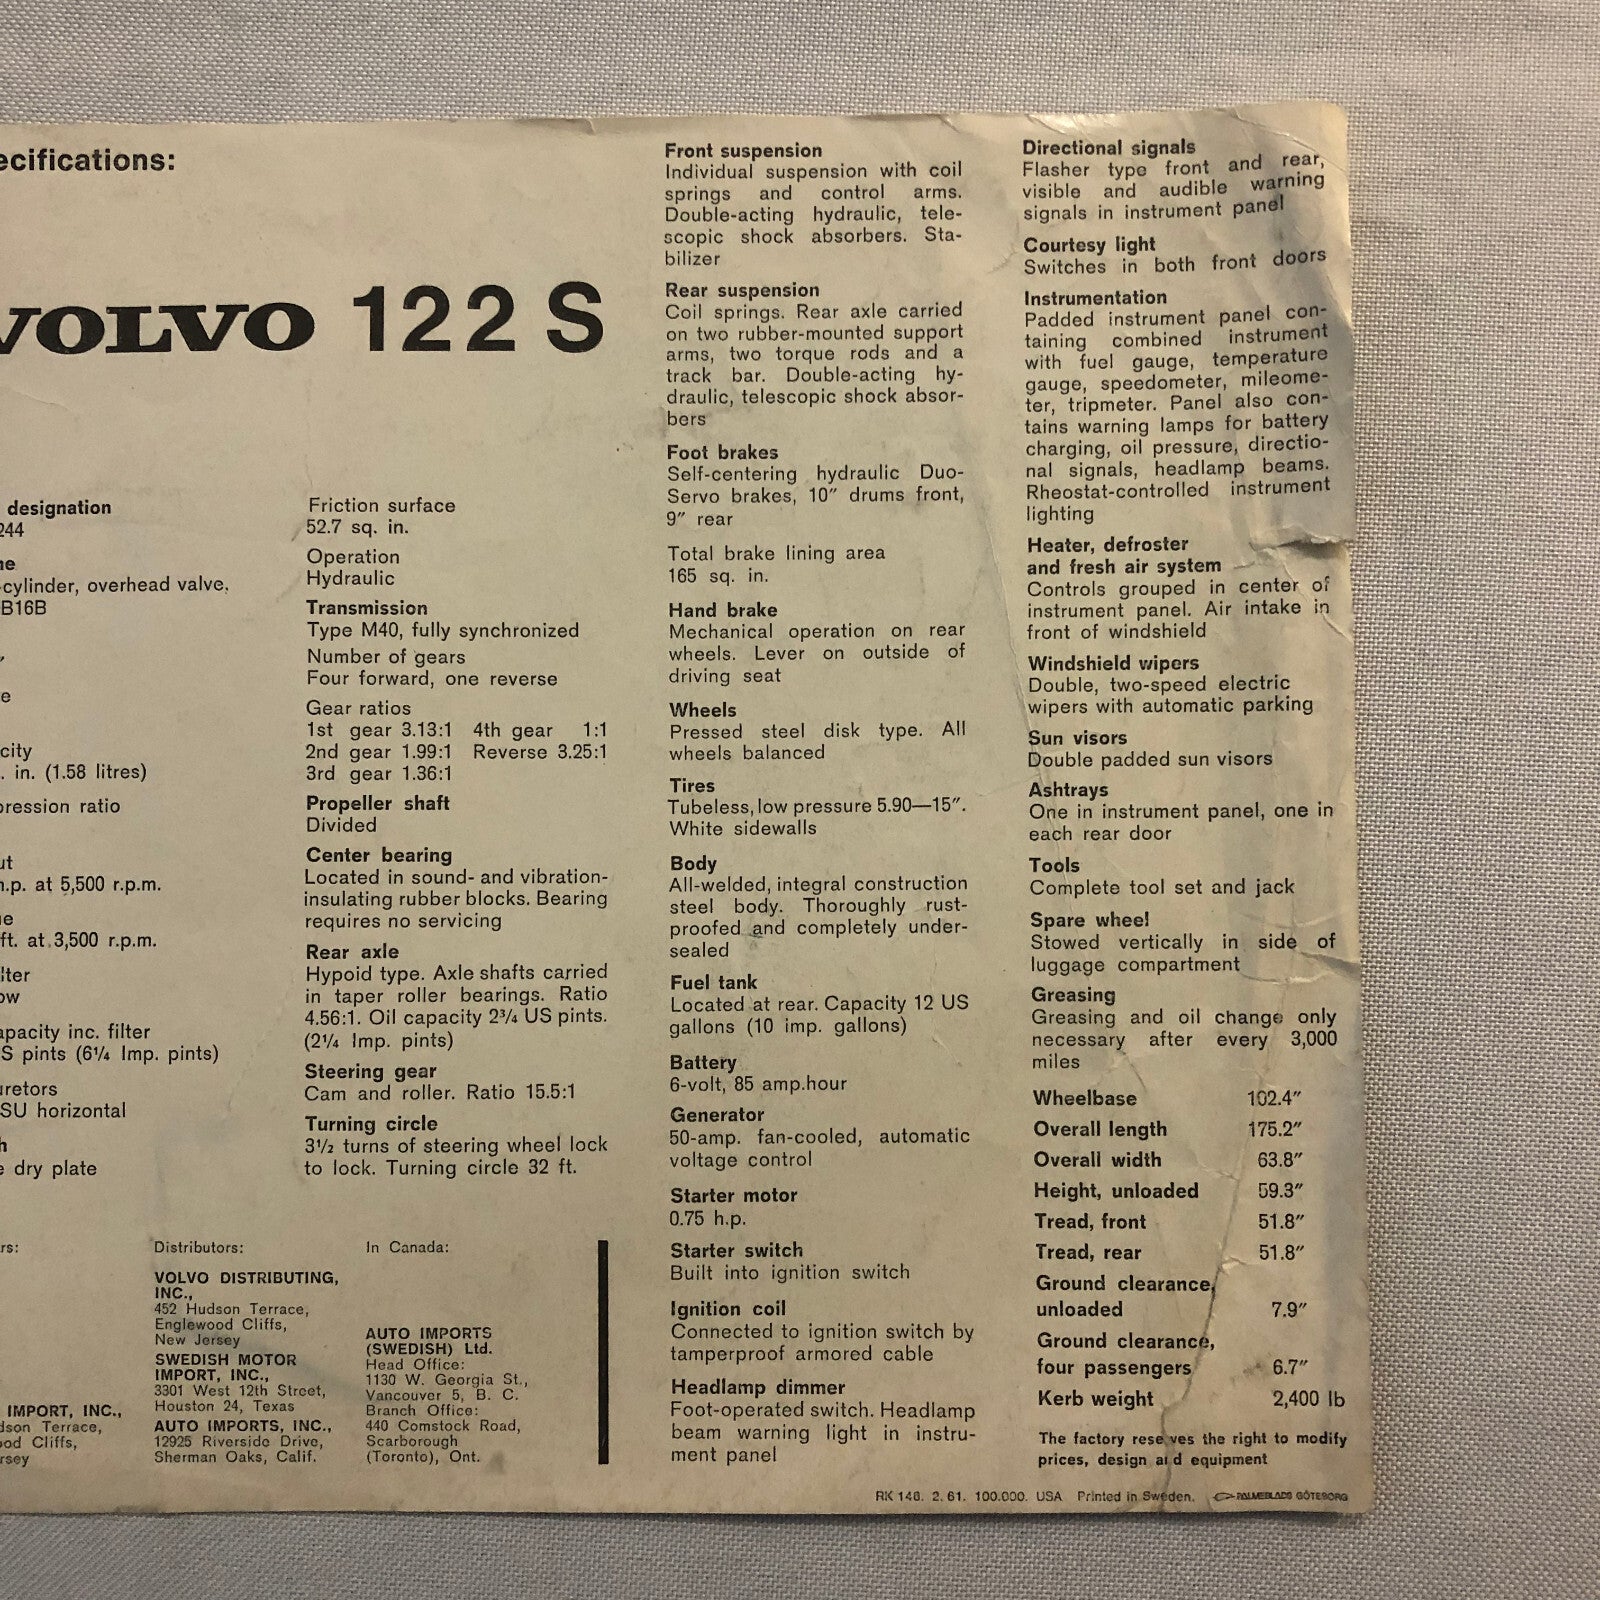 ecifications:
VOLVO 122 S
designation
244
ne
-cylinder, overhead valve.
B16B
"
e
city
. in. (1.58 litres)
pression ratio
ut
h.p. at 5,500 r.p.m.
ue
ft. at 3,500 r.p.m.
lter
ow
apacity inc. filter
S pints (6¼ Imp. pints)
uretors
SU horizontal
h
e dry plate
Friction surface
52.7 sq. in.
Operation
Hydraulic
Transmission
Type M40, fully synchronized
Number of gears
Four forward, one reverse
Gear ratios
1st gear 3.13:1 4th gear 1:1
2nd gear 1.99:1 Reverse 3.25:1
3rd gear 1.36:1
Propeller shaft
Divided
Center bearing
Located in sound- and vibration-
insulating rubber blocks. Bearing
requires no servicing
Rear axle
Hypoid type. Axle shafts carried
in taper roller bearings. Ratio
4.56:1. Oil capacity 2¾ US pints.
(2¼ Imp. pints)
Steering gear
Cam and roller. Ratio 15.5:1
Turning circle
3½ turns of steering wheel lock
to lock. Turning circle 32 ft.
rs:
IMPORT, INC.,
dson Terrace,
ood Cliffs,
rsey
Distributors:
VOLVO DISTRIBUTING,
INC.,
452 Hudson Terrace,
Englewood Cliffs,
New Jersey
SWEDISH MOTOR
IMPORT, INC.,
3301 West 12th Street,
Houston 24, Texas
AUTO IMPORTS, INC.,
12925 Riverside Drive,
Sherman Oaks, Calif.
In Canada:
AUTO IMPORTS
(SWEDISH) Ltd.
Head Office:
1130 W. Georgia St.,
Vancouver 5, B. C.
Branch Office:
440 Comstock Road,
Scarborough
(Toronto), Ont.
Front suspension
Individual suspension with coil
springs and control arms.
Double-acting hydraulic, tele-
scopic shock absorbers. Sta-
bilizer
Rear suspension
Coil springs. Rear axle carried
on two rubber-mounted support
arms, two torque rods and a
track bar. Double-acting hy-
draulic, telescopic shock absor-
bers
Foot brakes
Self-centering hydraulic Duo-
Servo brakes, 10" drums front,
9" rear
Total brake lining area
165 sq. in.
Hand brake
Mechanical operation on rear
wheels. Lever on outside of
driving seat
Wheels
Pressed steel disk type. All
wheels balanced
Tires
Tubeless, low pressure 5.90—15".
White sidewalls
Body
All-welded, integral construction
steel body. Thoroughly rust-
proofed and completely under-
sealed
Fuel tank
Located at rear. Capacity 12 US
gallons (10 imp. gallons)
Battery
6-volt, 85 amp.hour
Generator
50-amp. fan-cooled, automatic
voltage control
Starter motor
0.75 h.p.
Starter switch
Built into ignition switch
Ignition coil
Connected to ignition switch by
tamperproof armored cable
Headlamp dimmer
Foot-operated switch. Headlamp
beam warning light in instru-
ment panel
Directional signals
Flasher type front and rear,
visible and audible warning
signals in instrument panel
Courtesy light
Switches in both front doors
Instrumentation
Padded instrument panel con-
taining combined instrument
with fuel gauge, temperature
gauge, speedometer, mileome-
ter, tripmeter. Panel also con-
tains warning lamps for battery
charging, oil pressure, directio-
nal signals, headlamp beams.
Rheostat-controlled instrument
lighting
Heater, defroster
and fresh air system
Controls grouped in center of
instrument panel. Air intake in
front of windshield
Windshield wipers
Double, two-speed electric
wipers with automatic parking
Sun visors
Double padded sun visors
Ashtrays
One in instrument panel, one in
each rear door
Tools
Complete tool set and jack
Spare wheel
Stowed vertically in side of
luggage compartment
Greasing
Greasing and oil change only
necessary after every 3,000
miles
Wheelbase 102.4"
Overall length 175.2"
Overall width 63.8"
Height, unloaded 59.3"
Tread, front 51.8"
Tread, rear 51.8"
Ground clearance,
unloaded 7.9"
Ground clearance,
four passengers 6.7"
Kerb weight 2,400 lb
The factory reserves the right to modify
prices, design and equipment
RK 148. 2. 61. 100.000. USA Printed in Sweden. PALMEBLADS GÖTEBORG